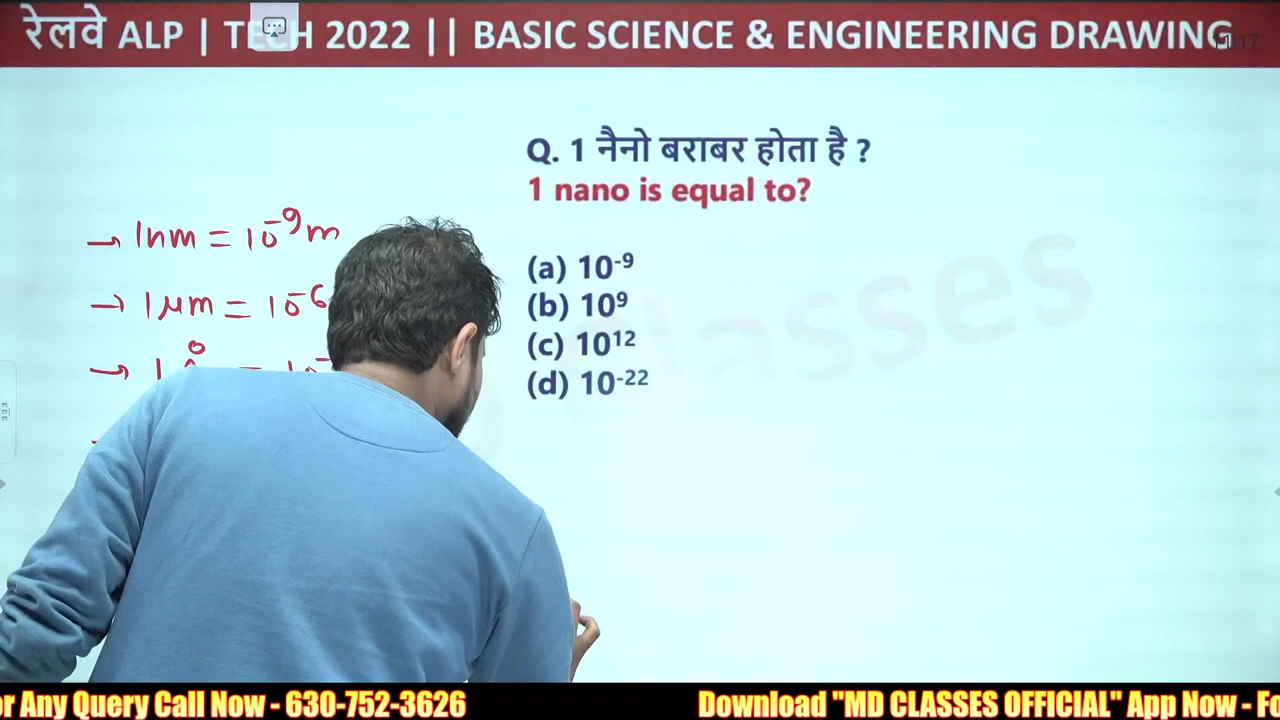 रेलवे ALP | TECH 2022 || BASIC SCIENCE & ENGINEERING DRAWING
Q. 1 नैनो बराबर होता है ?
1 nano is equal to?
(a) 10⁻⁹
(b) 10⁹
(c) 10¹²
(d) 10⁻²²
→ 1nm = 10⁻⁹m
→ 1μm = 10⁻⁶
classes
or Any Query Call Now - 630-752-3626
Download "MD CLASSES OFFICIAL" App Now - Fo